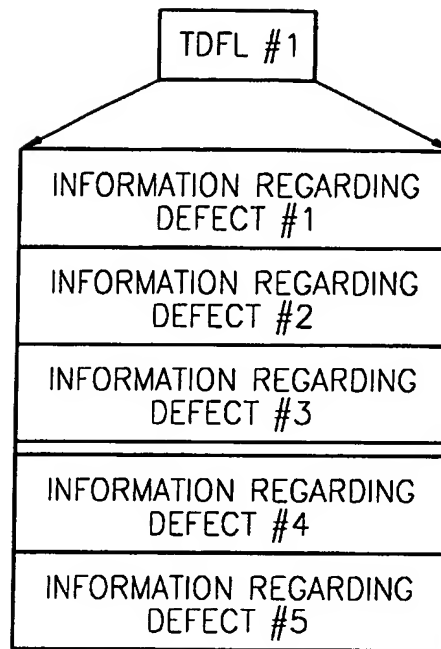 TDFL #1
INFORMATION REGARDING
DEFECT #1
INFORMATION REGARDING
DEFECT #2
INFORMATION REGARDING
DEFECT #3
INFORMATION REGARDING
DEFECT #4
INFORMATION REGARDING
DEFECT #5